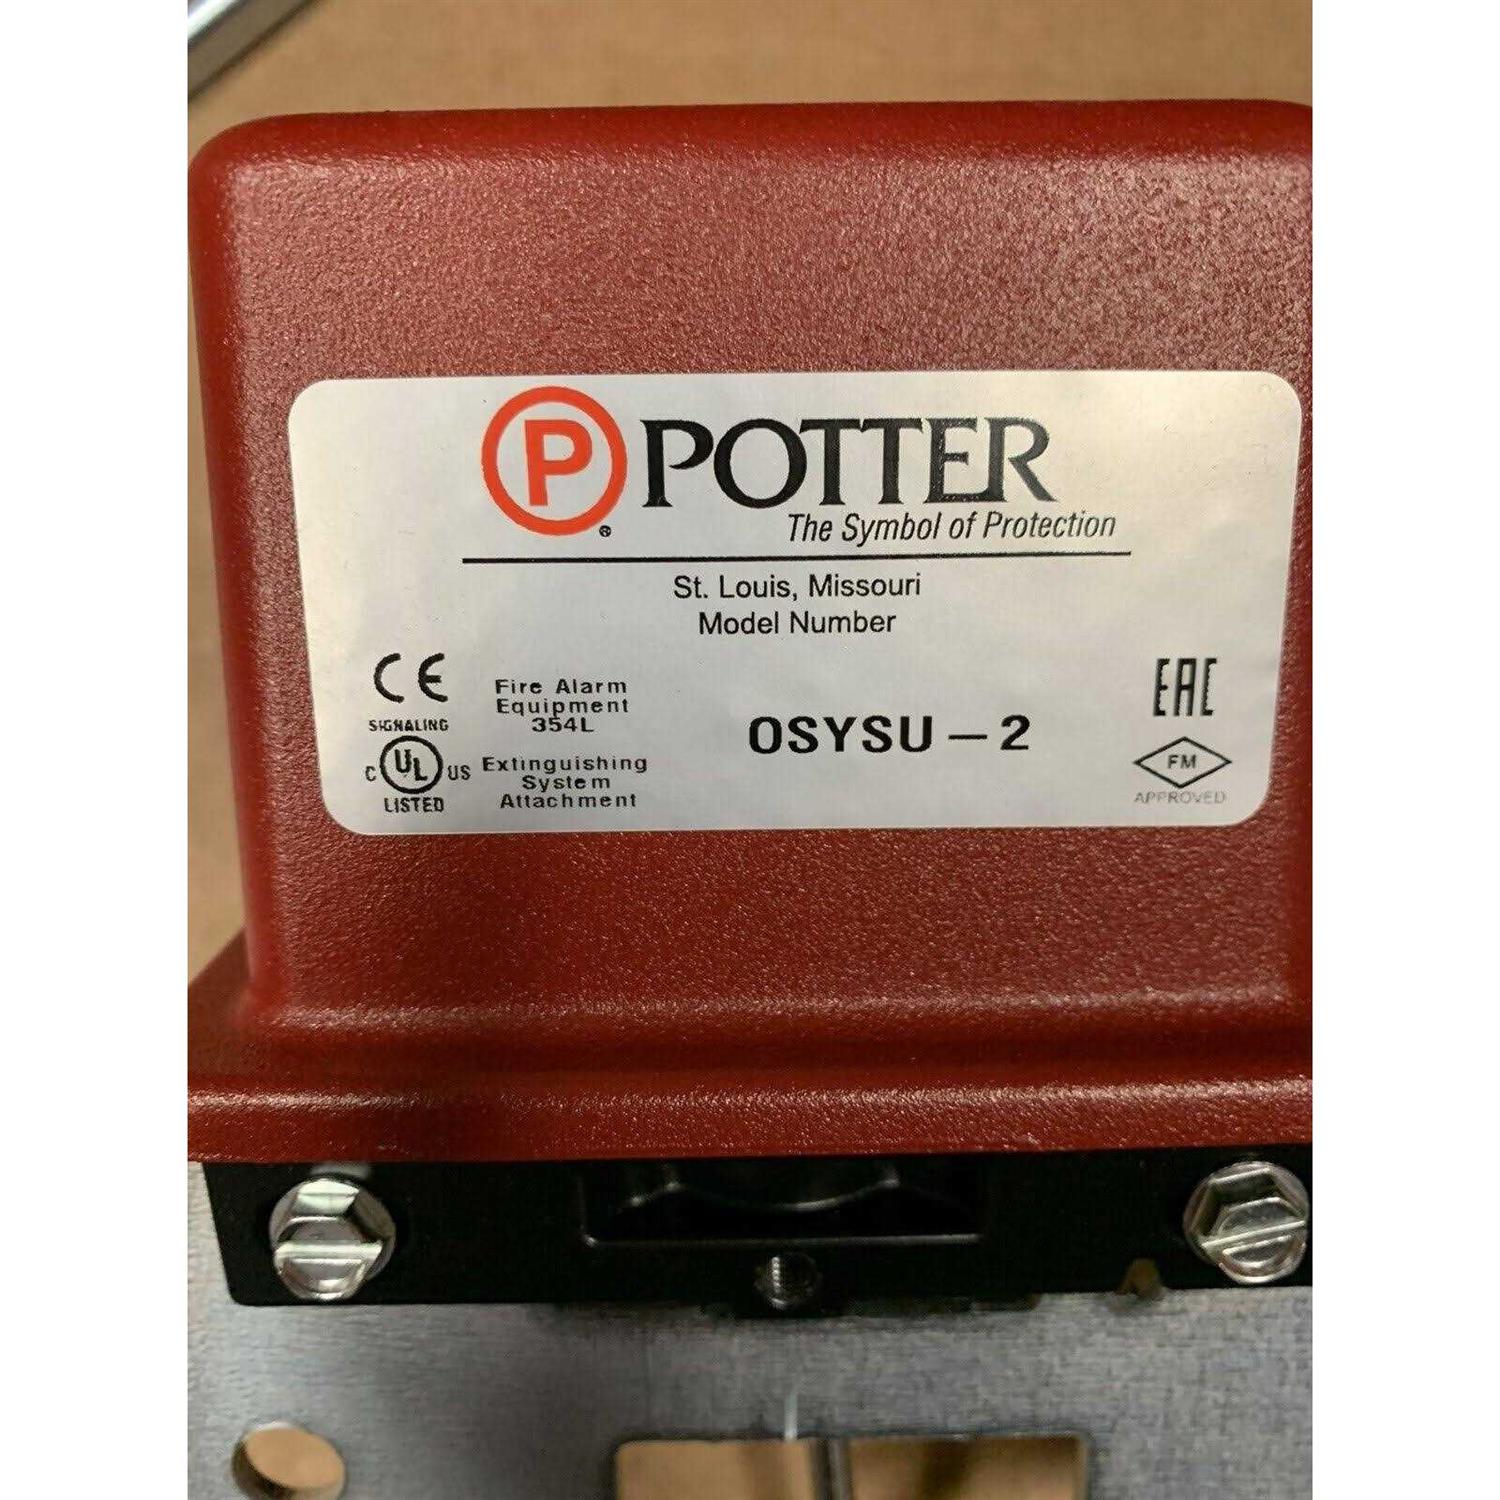 P POTTER
®
The Symbol of Protection
St. Louis, Missouri
Model Number
CE
SIGNALING
C UL US
LISTED
Fire Alarm
Equipment
354L
Extinguishing
System
Attachment
OSYSU-2
EAC
FM
APPROVED